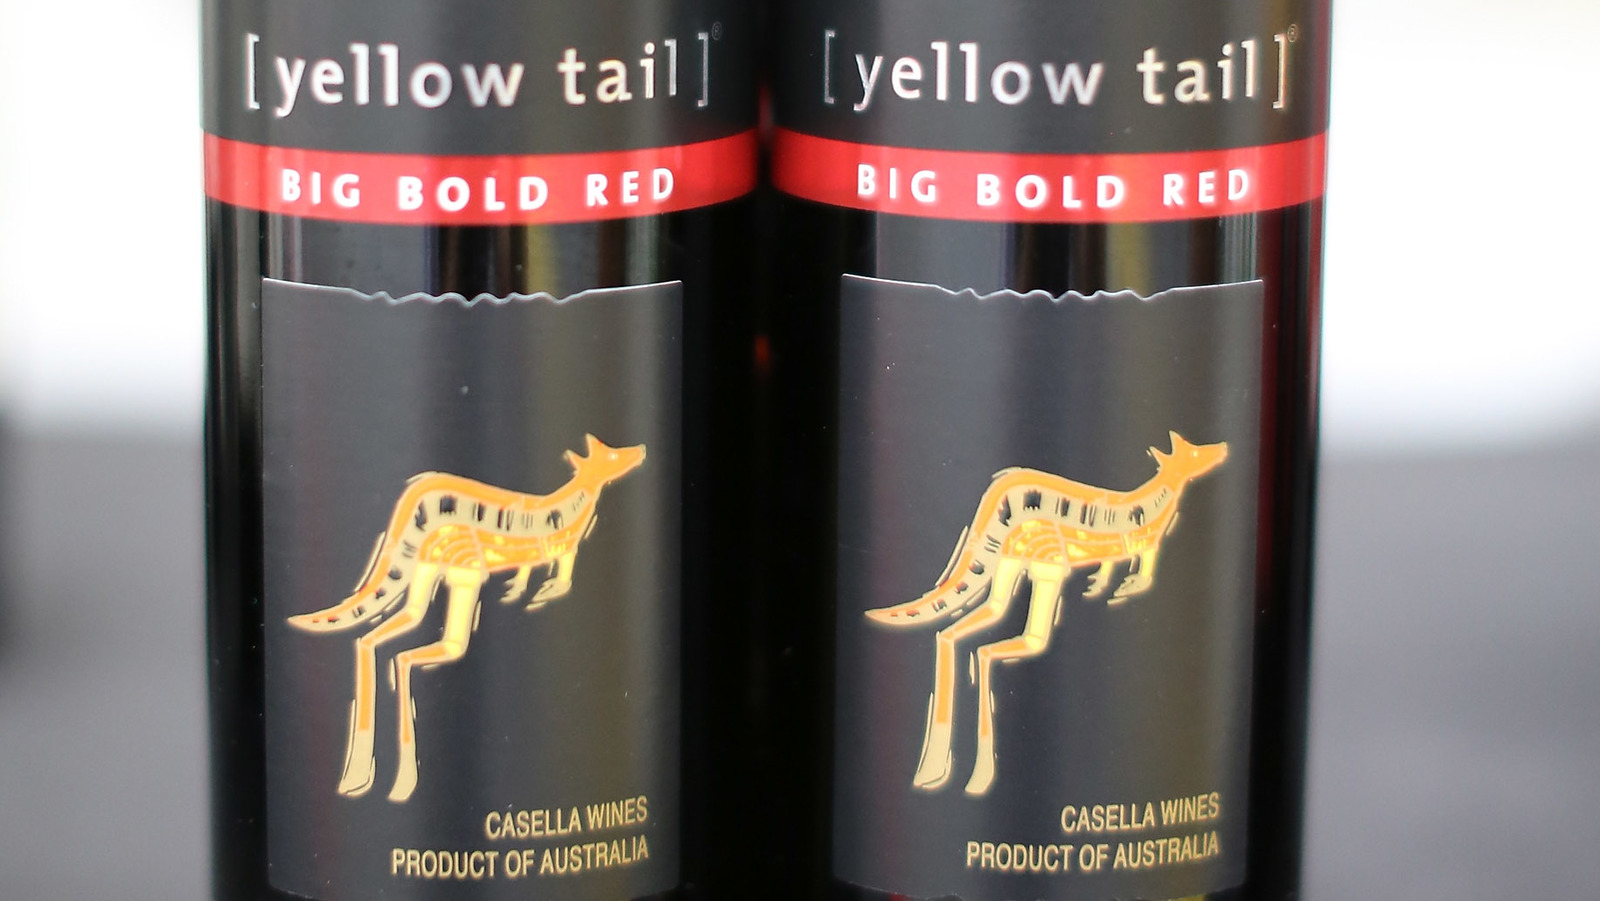 [ yellow tail ]®
BIG BOLD RED
CASELLA WINES
PRODUCT OF AUSTRALIA
[ yellow tail ]®
BIG BOLD RED
CASELLA WINES
PRODUCT OF AUSTRALIA